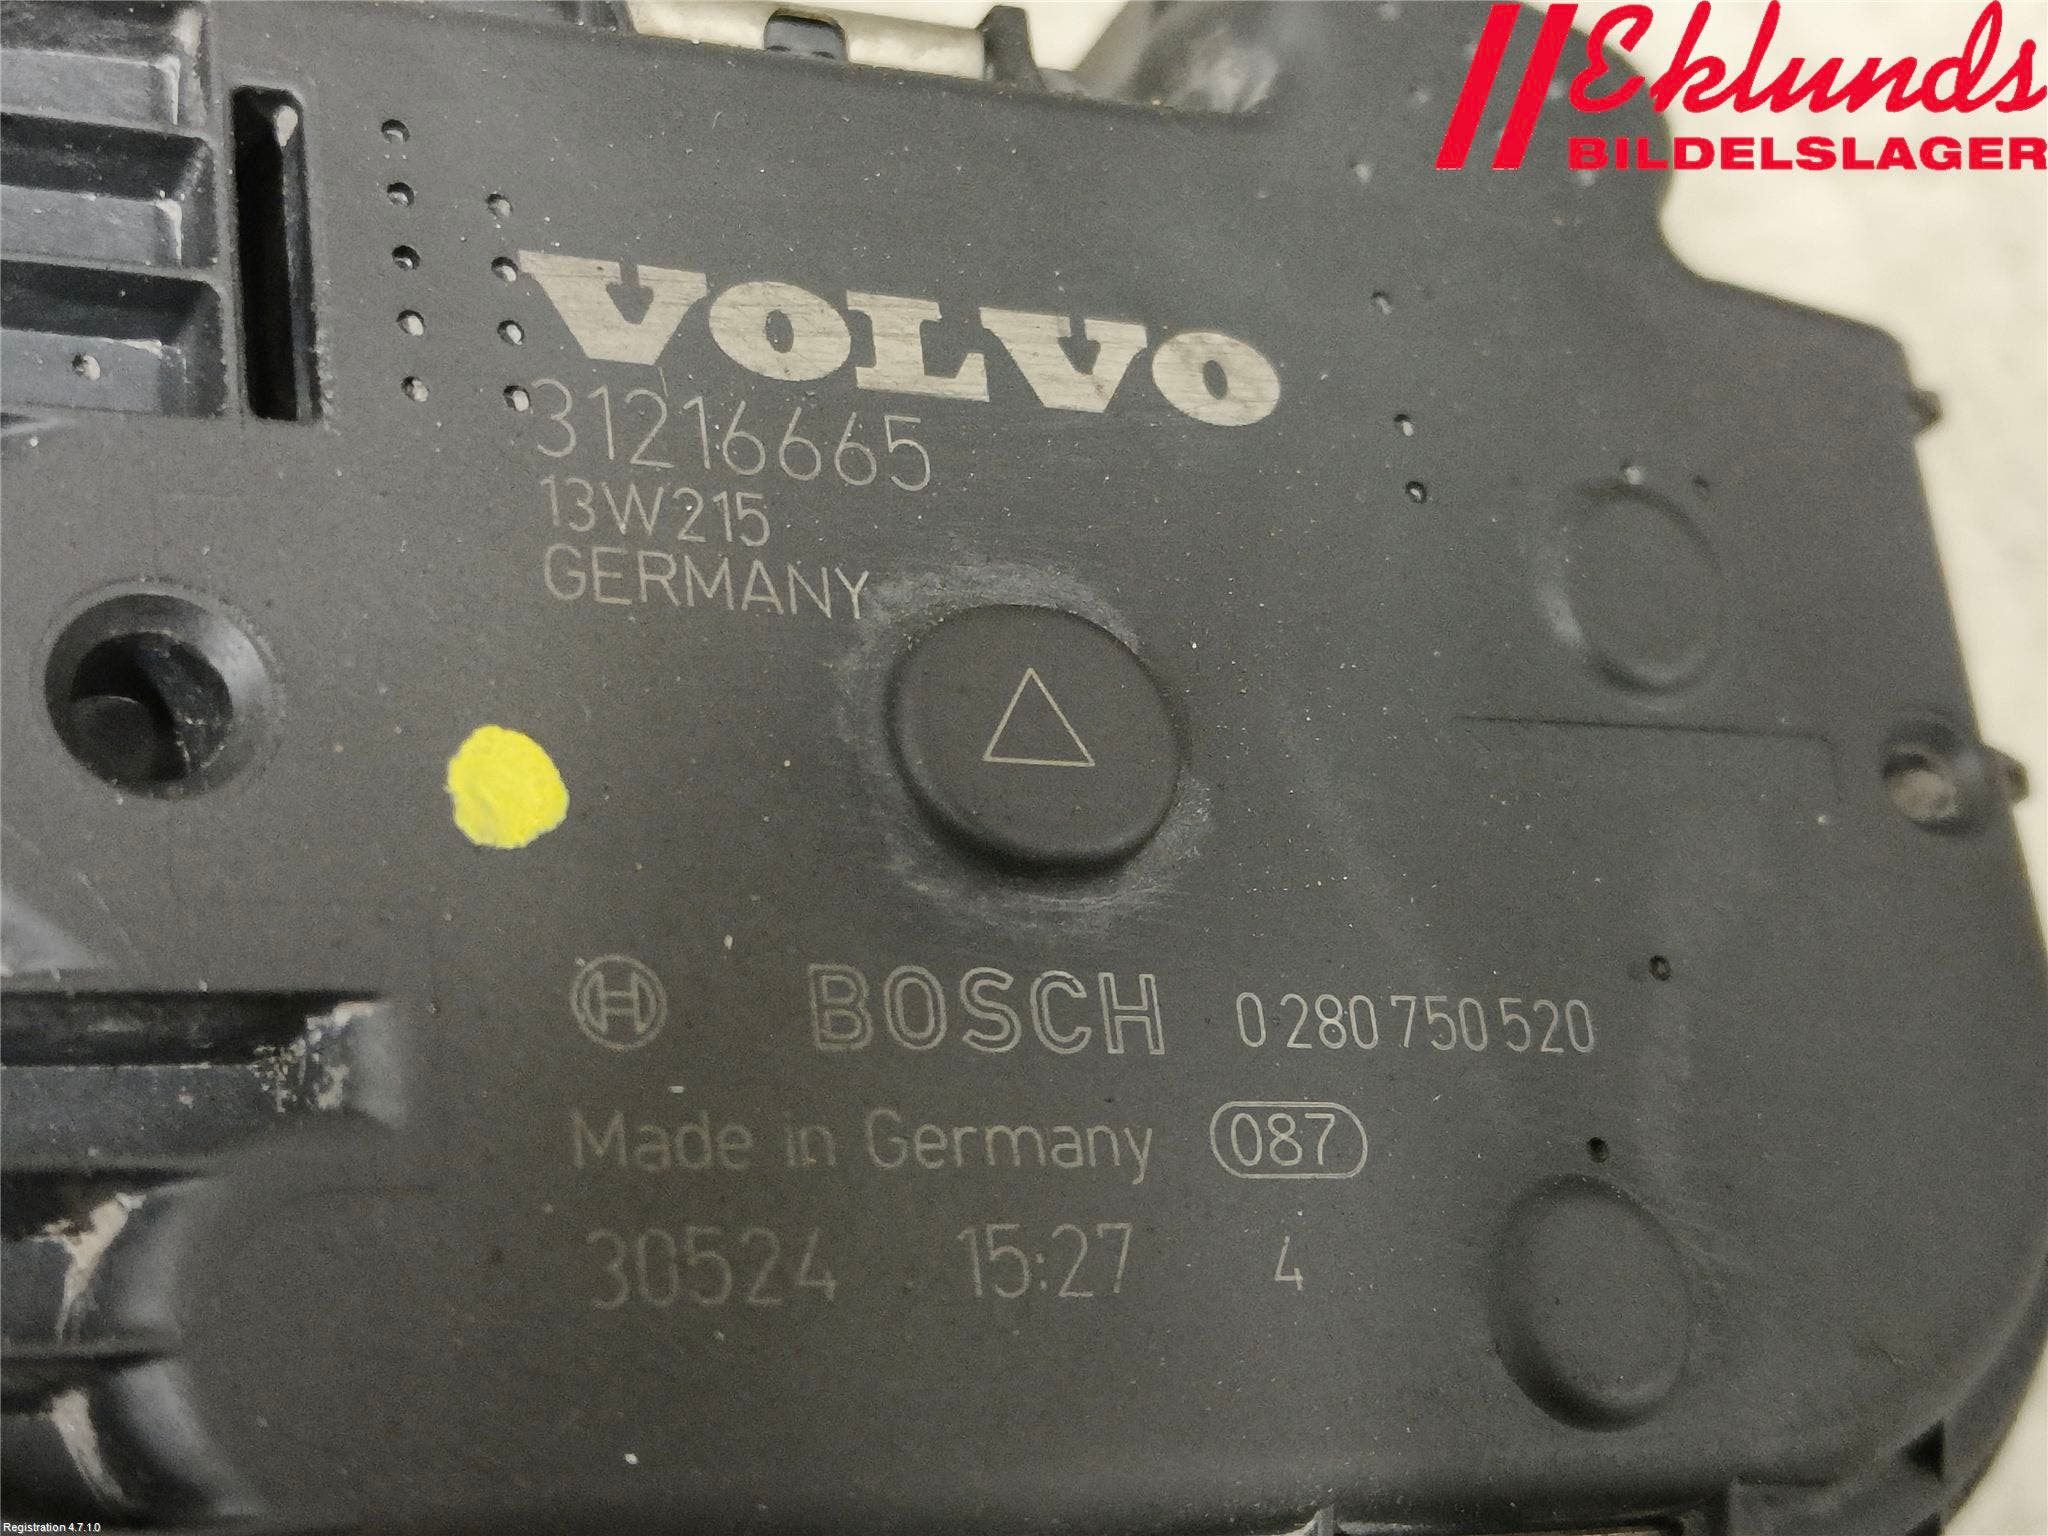 Eklunds
BILDELSLAGER
VOLVO
31216665
13W215
GERMANY
BOSCH 0 280 750 520
Made in Germany 087
30524 15:27 4
Registration 4.7.1.0